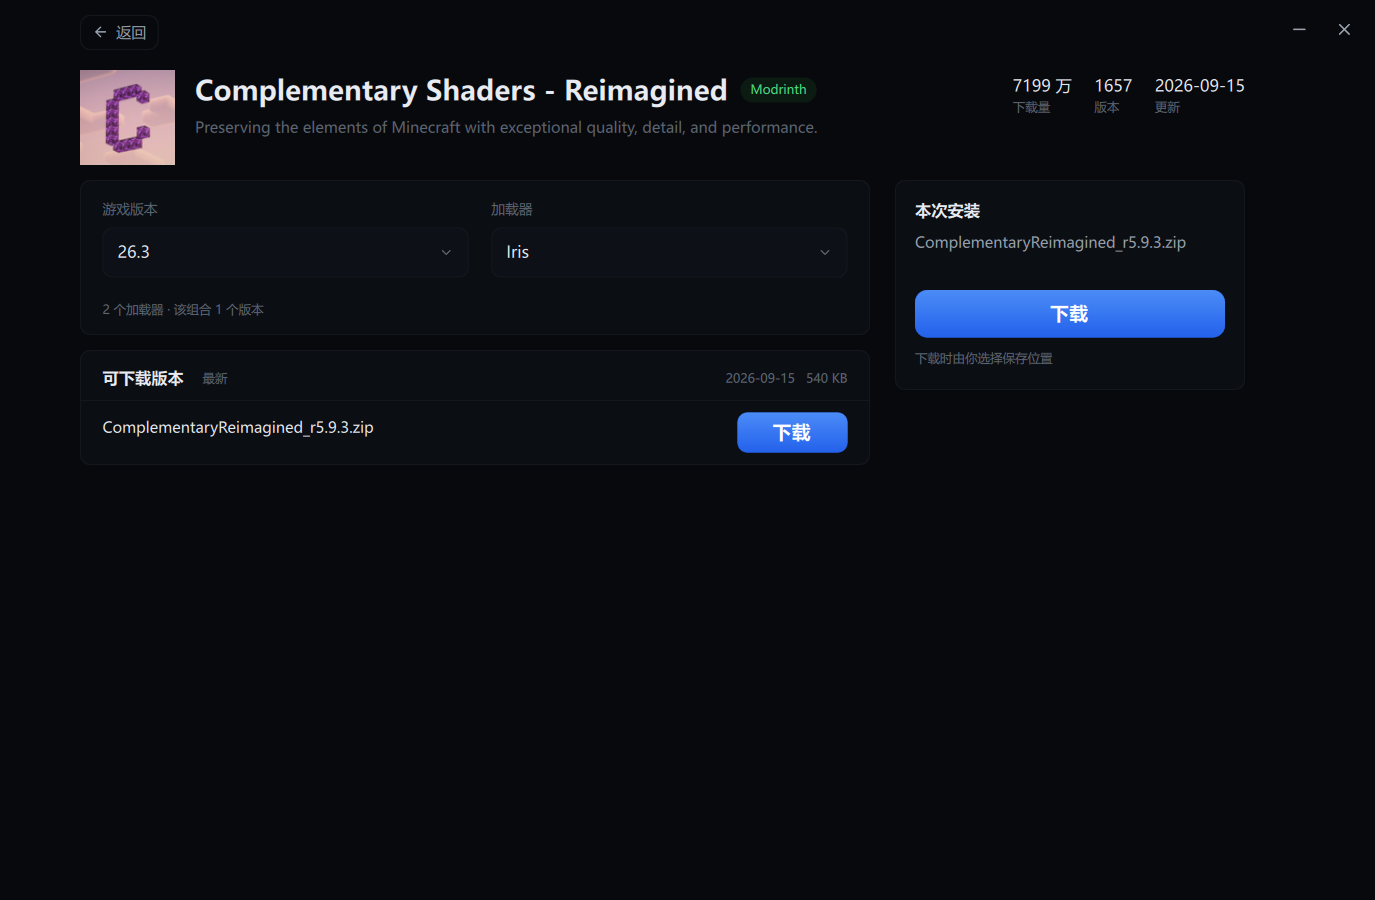 返回
Complementary Shaders - Reimagined Modrinth
Preserving the elements of Minecraft with exceptional quality, detail, and performance.
7199 万 1657 2026-09-15
下载量 版本 更新
游戏版本 加载器
26.3 Iris
2 个加载器 · 该组合 1 个版本
可下载版本 最新 2026-09-15 540 KB
ComplementaryReimagined_r5.9.3.zip 下载
本次安装
ComplementaryReimagined_r5.9.3.zip
下载
下载时由你选择保存位置